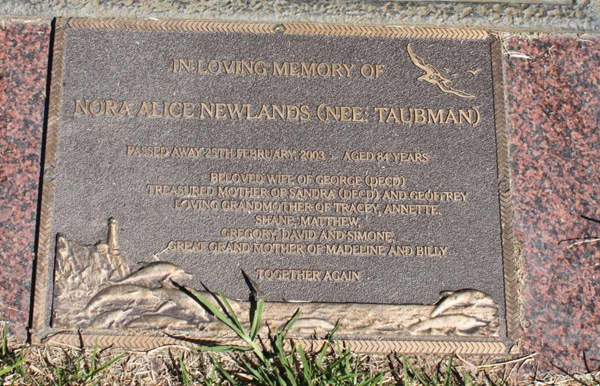 IN LOVING MEMORY OF
NORA ALICE NEWLANDS (NEE: TAUBMAN)
PASSED AWAY 25TH FEBRUARY, 2003 AGED 84 YEARS
BELOVED WIFE OF GEORGE (DECD)
TREASURED MOTHER OF SANDRA (DECD) AND GEOFFREY
LOVING GRANDMOTHER OF TRACEY, ANNETTE,
SHANE, MATTHEW,
GREGORY, DAVID AND SIMONE,
GREAT GRAND MOTHER OF MADELINE AND BILLY
TOGETHER AGAIN